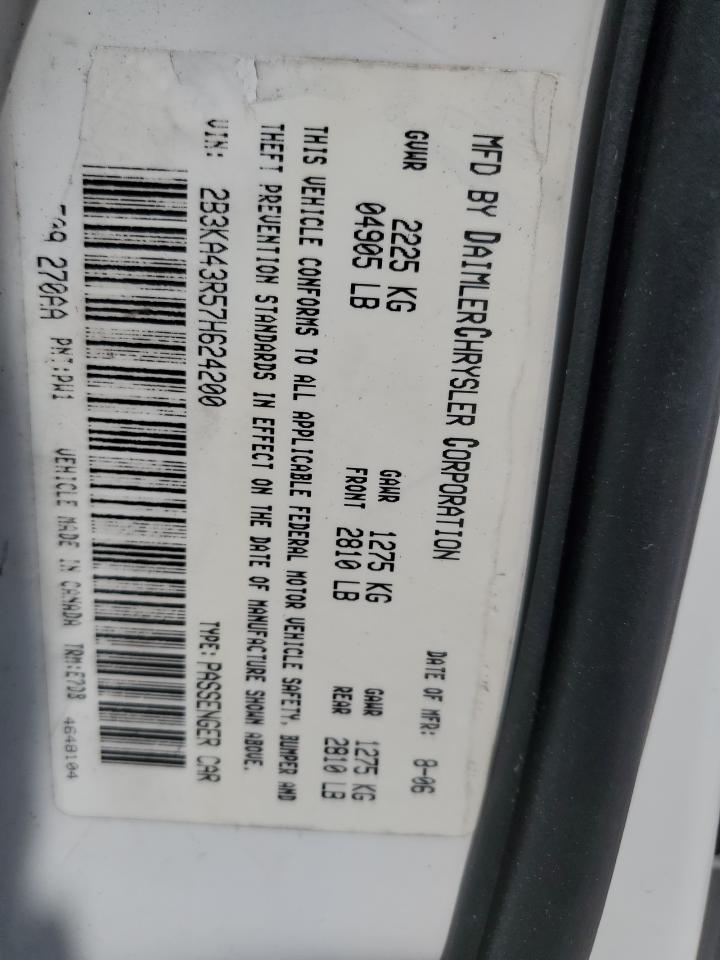 MFD BY DAIMLERCHRYSLER CORPORATION
DATE OF MFR: 8-06
GVWR 2225 KG
04905 LB
GAWR 1275 KG
FRONT 2810 LB
GAWR 1275 KG
REAR 2810 LB
THIS VEHICLE CONFORMS TO ALL APPLICABLE FEDERAL MOTOR VEHICLE SAFETY, BUMPER AND
THEFT PREVENTION STANDARDS IN EFFECT ON THE DATE OF MANUFACTURE SHOWN ABOVE.
VIN: 2B3KA43R57H624200
TYPE: PASSENGER CAR
270AA PNT:PW1 VEHICLE MADE IN CANADA TRM:E7D8 4648104